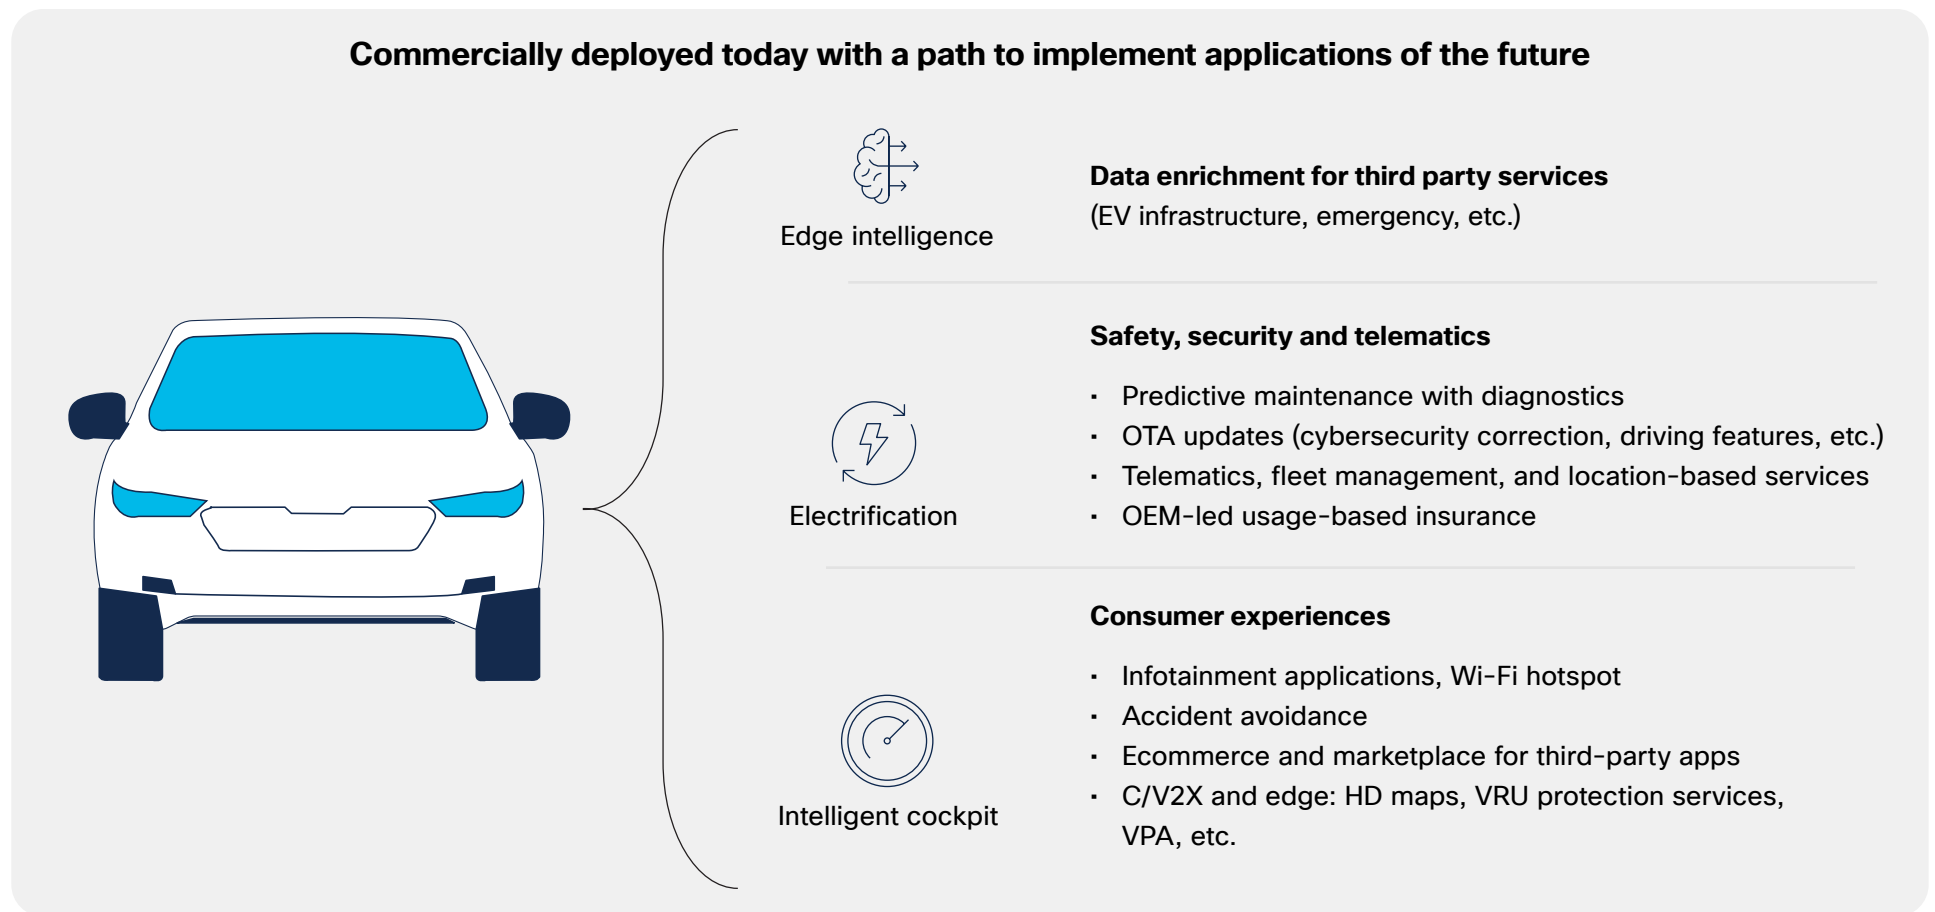 Commercially deployed today with a path to implement applications of the future
Edge intelligence
Data enrichment for third party services
(EV infrastructure, emergency, etc.)
Electrification
Safety, security and telematics
▪ Predictive maintenance with diagnostics
▪ OTA updates (cybersecurity correction, driving features, etc.)
▪ Telematics, fleet management, and location-based services
▪ OEM-led usage-based insurance
Intelligent cockpit
Consumer experiences
▪ Infotainment applications, Wi-Fi hotspot
▪ Accident avoidance
▪ Ecommerce and marketplace for third-party apps
▪ C/V2X and edge: HD maps, VRU protection services,
VPA, etc.